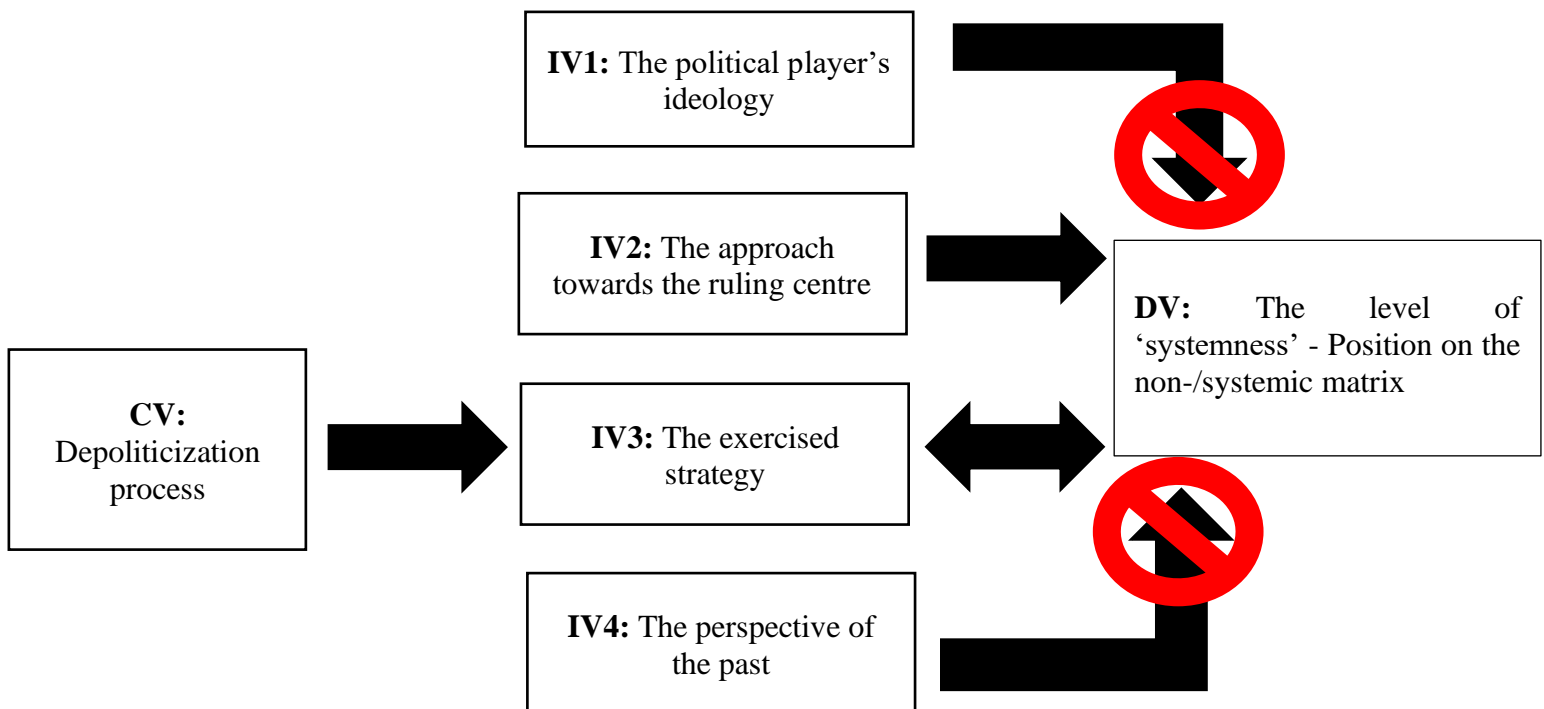 IV1: The political player’s
ideology
IV2: The approach
towards the ruling centre
DV: The level of
‘systemness’ - Position on the
non-/systemic matrix
CV:
Depoliticization
process
IV3: The exercised
strategy
IV4: The perspective of
the past